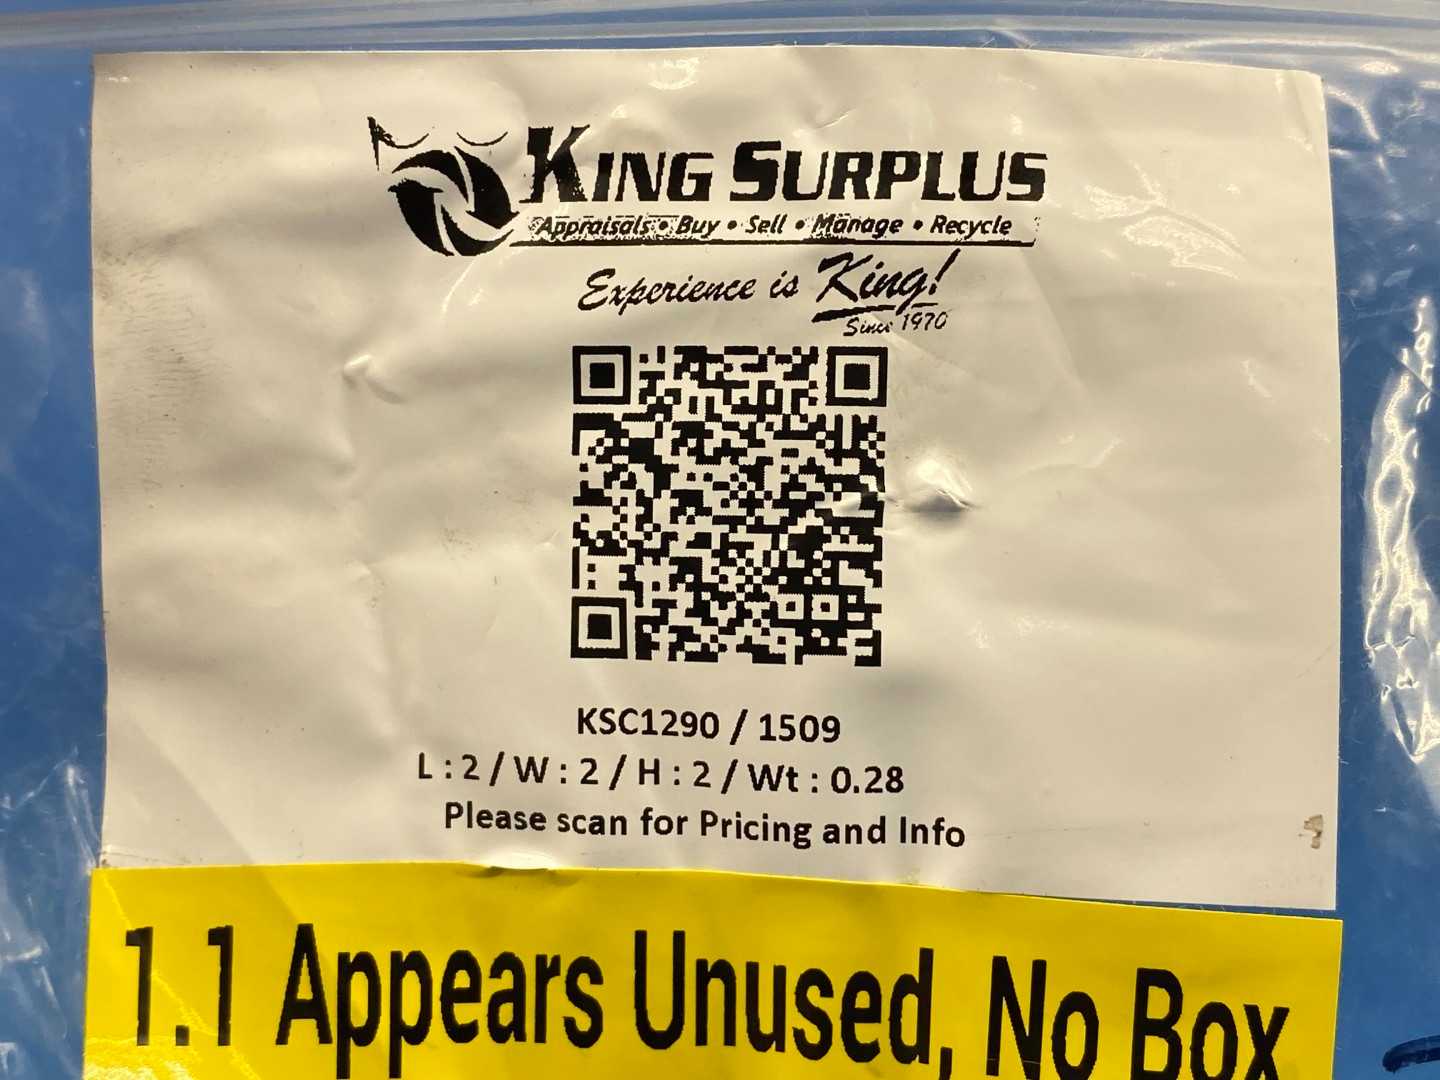 KING SURPLUS
Appraisals • Buy • Sell • Manage • Recycle
Experience is King!
Since 1970
KSC1290 / 1509
L : 2 / W : 2 / H : 2 / Wt : 0.28
Please scan for Pricing and Info
1.1 Appears Unused, No Box